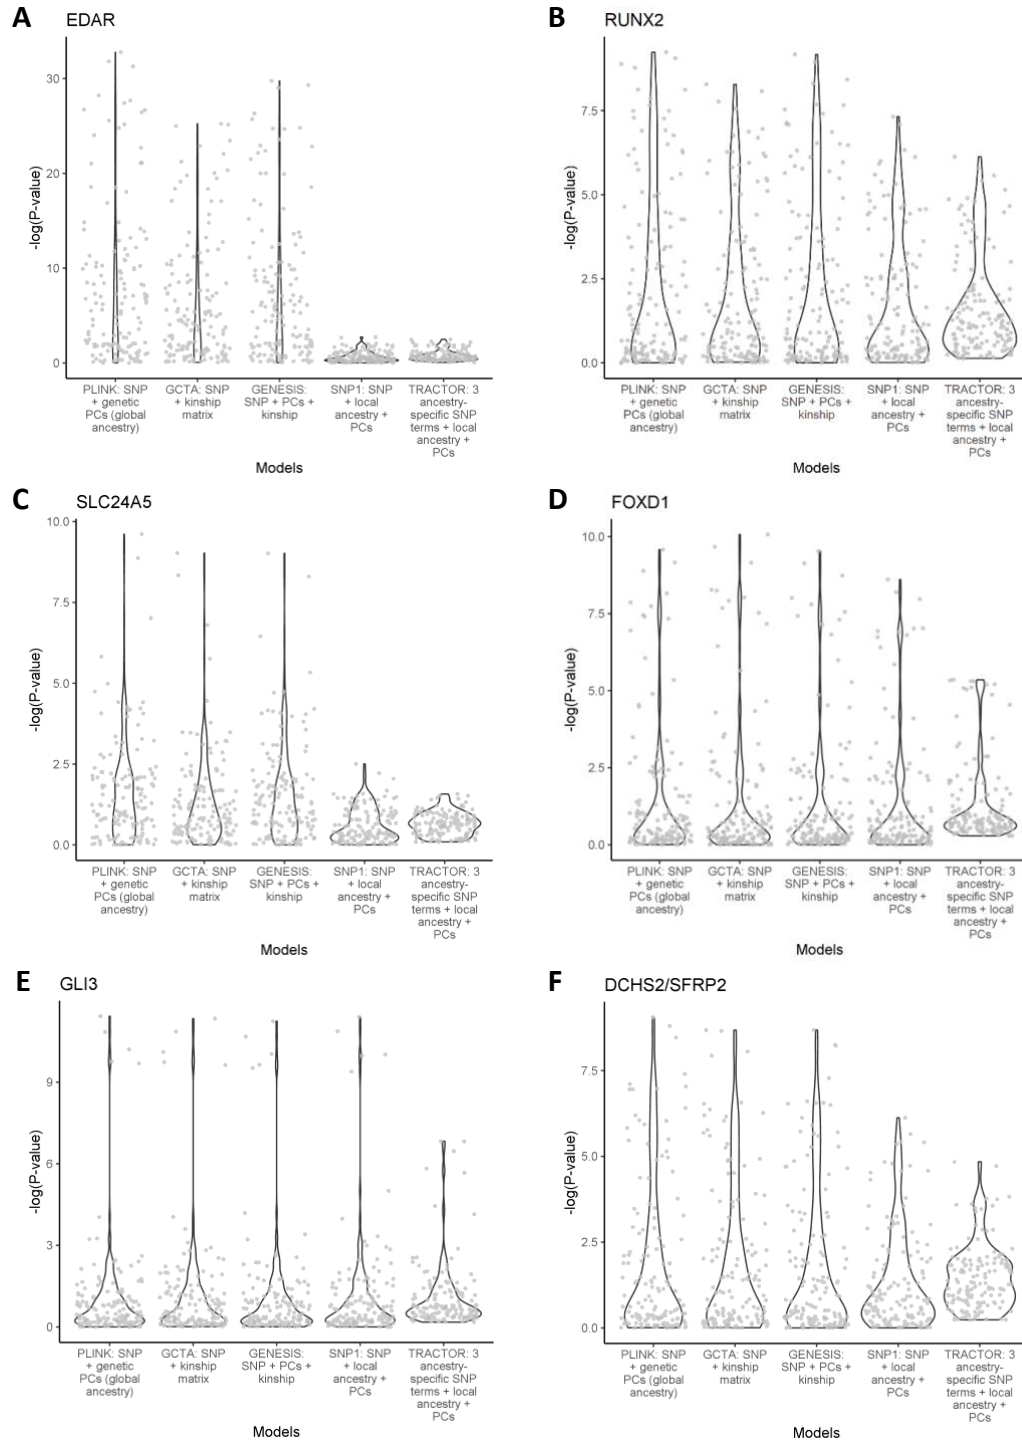 A
EDAR
-log(P-value)
30
20
10
0
PLINK: SNP
+ genetic
PCs (global
ancestry)
GCTA: SNP
+ kinship
matrix
GENESIS:
SNP + PCs +
kinship
SNP1: SNP
+ local
ancestry +
PCs
TRACTOR: 3
ancestry-
specific SNP
terms + local
ancestry +
PCs
Models
B
RUNX2
-log(P-value)
7.5
5.0
2.5
0.0
PLINK: SNP
+ genetic
PCs (global
ancestry)
GCTA: SNP
+ kinship
matrix
GENESIS:
SNP + PCs +
kinship
SNP1: SNP
+ local
ancestry +
PCs
TRACTOR: 3
ancestry-
specific SNP
terms + local
ancestry +
PCs
Models
C
SLC24A5
-log(P-value)
10.0
7.5
5.0
2.5
0.0
PLINK: SNP
+ genetic
PCs (global
ancestry)
GCTA: SNP
+ kinship
matrix
GENESIS:
SNP + PCs +
kinship
SNP1: SNP
+ local
ancestry +
PCs
TRACTOR: 3
ancestry-
specific SNP
terms + local
ancestry +
PCs
Models
D
FOXD1
-log(P-value)
10.0
7.5
5.0
2.5
0.0
PLINK: SNP
+ genetic
PCs (global
ancestry)
GCTA: SNP
+ kinship
matrix
GENESIS:
SNP + PCs +
kinship
SNP1: SNP
+ local
ancestry +
PCs
TRACTOR: 3
ancestry-
specific SNP
terms + local
ancestry +
PCs
Models
E
GLI3
-log(P-value)
9
6
3
0
PLINK: SNP
+ genetic
PCs (global
ancestry)
GCTA: SNP
+ kinship
matrix
GENESIS:
SNP + PCs +
kinship
SNP1: SNP
+ local
ancestry +
PCs
TRACTOR: 3
ancestry-
specific SNP
terms + local
ancestry +
PCs
Models
F
DCHS2/SFRP2
-log(P-value)
7.5
5.0
2.5
0.0
PLINK: SNP
+ genetic
PCs (global
ancestry)
GCTA: SNP
+ kinship
matrix
GENESIS:
SNP + PCs +
kinship
SNP1: SNP
+ local
ancestry +
PCs
TRACTOR: 3
ancestry-
specific SNP
terms + local
ancestry +
PCs
Models